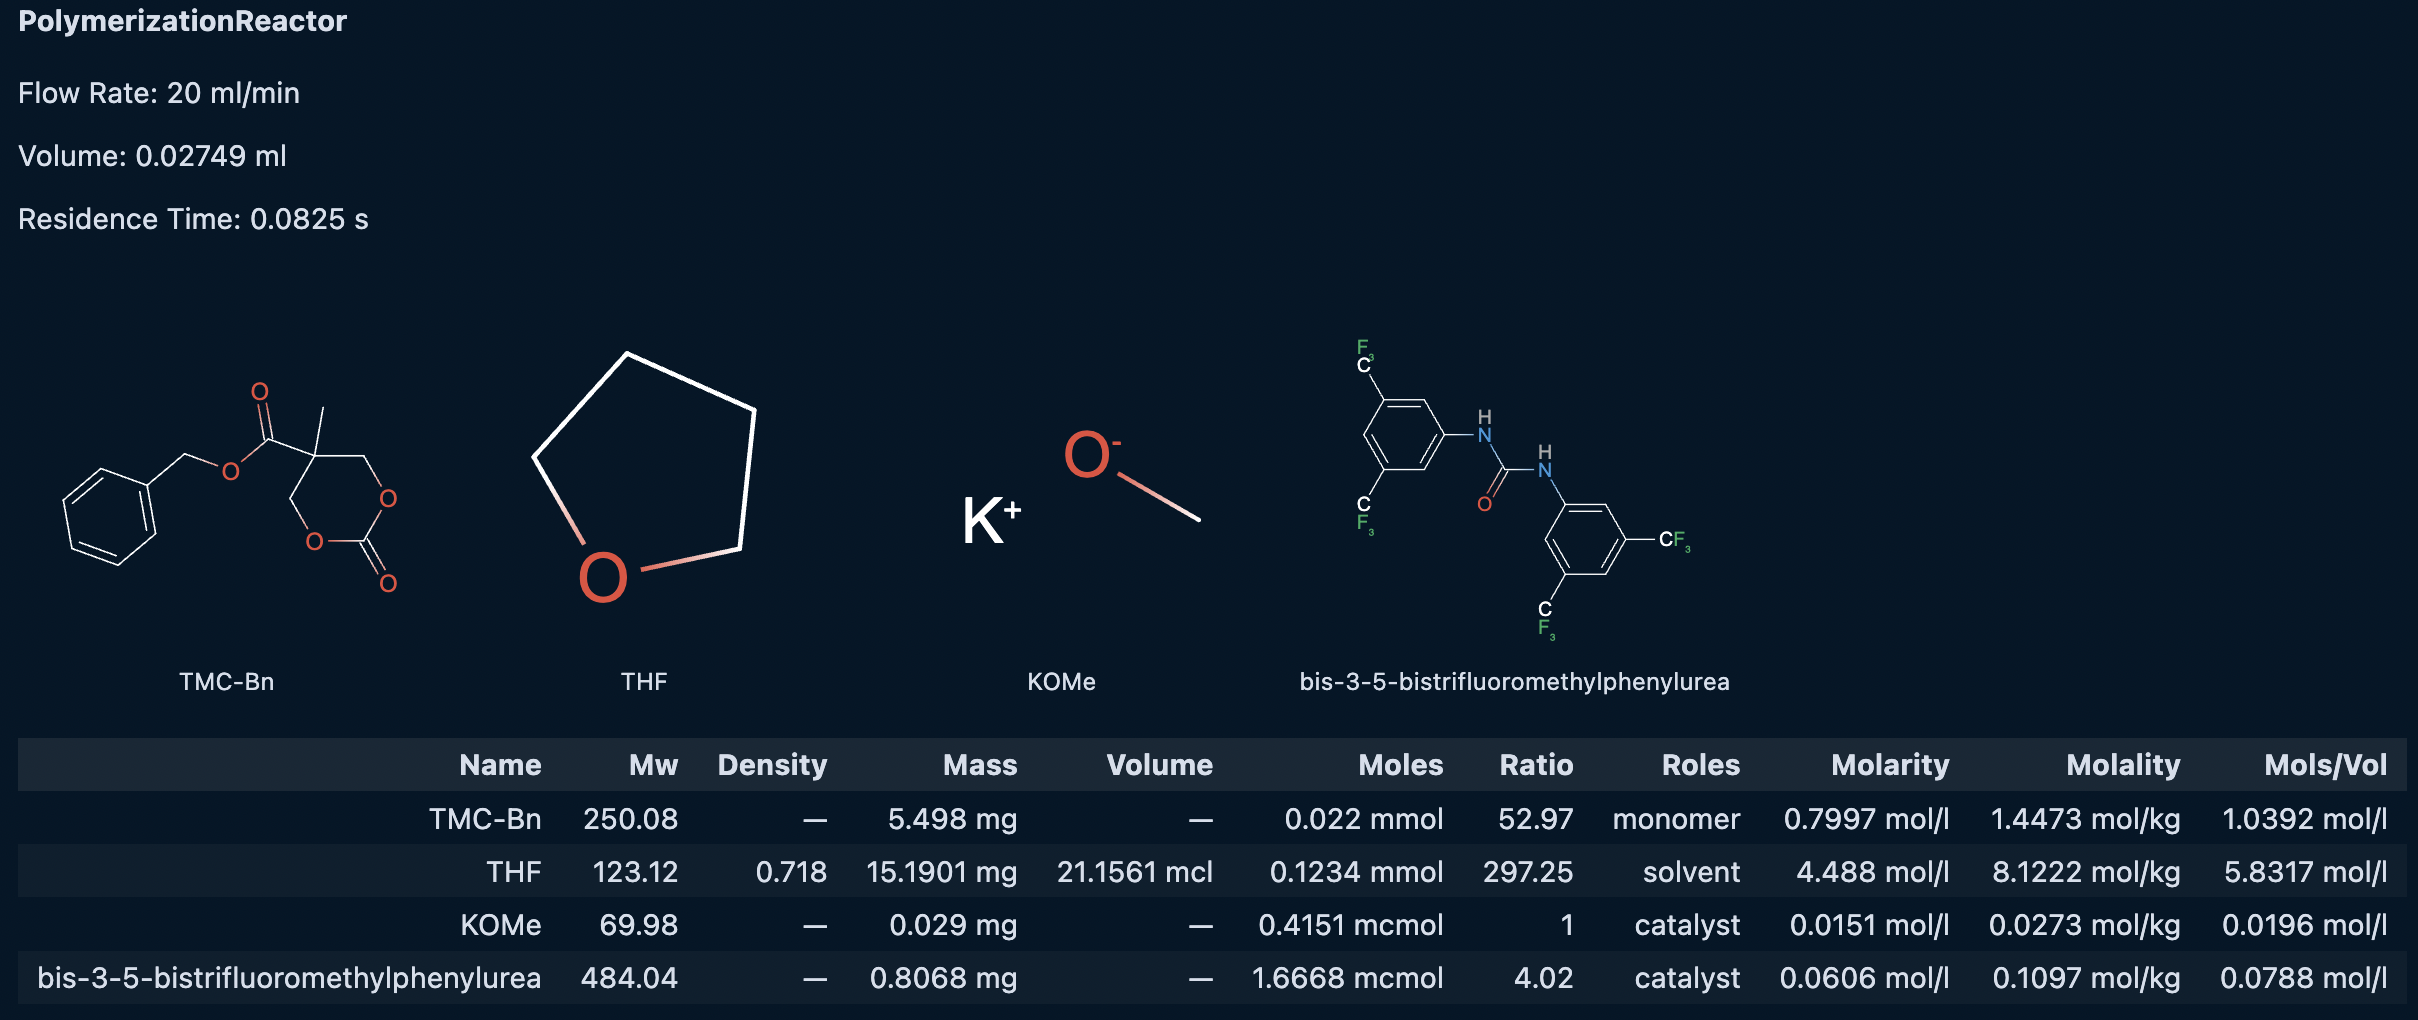 PolymerizationReactor
Flow Rate: 20 ml/min
Volume: 0.02749 ml
Residence Time: 0.0825 s
O O O O O
O
K+ O-
F3 C C F3 H N O H N CF3 C F3
TMC-Bn THF KOMe bis-3-5-bistrifluoromethylphenylurea
Name Mw Density Mass Volume Moles Ratio Roles Molarity Molality Mols/Vol
TMC-Bn 250.08 — 5.498 mg — 0.022 mmol 52.97 monomer 0.7997 mol/l 1.4473 mol/kg 1.0392 mol/l
THF 123.12 0.718 15.1901 mg 21.1561 mcl 0.1234 mmol 297.25 solvent 4.488 mol/l 8.1222 mol/kg 5.8317 mol/l
KOMe 69.98 — 0.029 mg — 0.4151 mcmol 1 catalyst 0.0151 mol/l 0.0273 mol/kg 0.0196 mol/l
bis-3-5-bistrifluoromethylphenylurea 484.04 — 0.8068 mg — 1.6668 mcmol 4.02 catalyst 0.0606 mol/l 0.1097 mol/kg 0.0788 mol/l